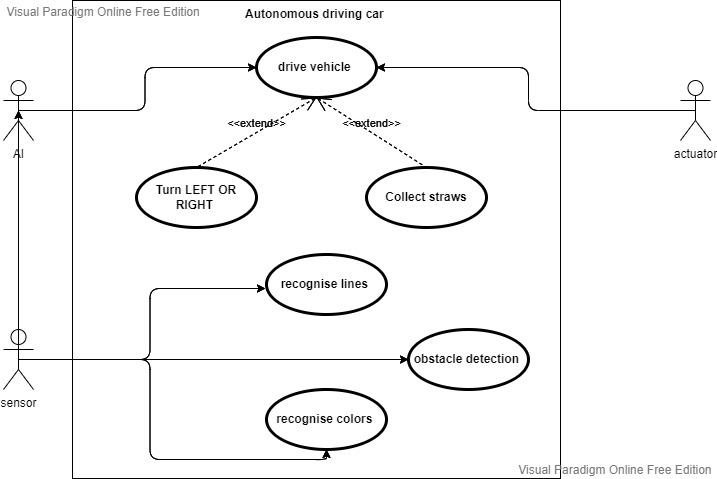 Visual Paradigm Online Free Edition
Autonomous driving car
drive vehicle
<<extend>>
<<extend>>
AI
actuator
Turn LEFT OR
RIGHT
Collect straws
recognise lines
obstacle detection
sensor
recognise colors
Visual Paradigm Online Free Edition